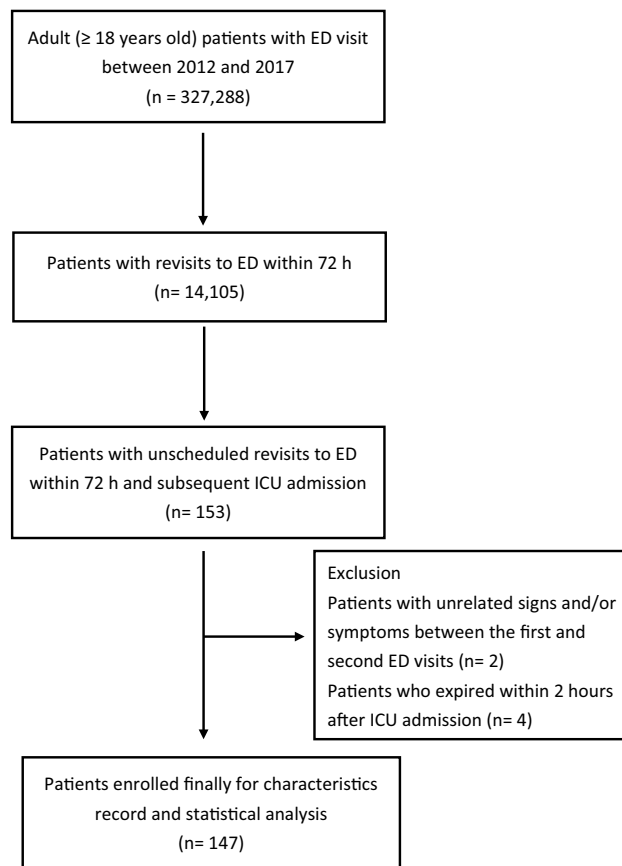 Adult (≥ 18 years old) patients with ED visit
between 2012 and 2017
(n = 327,288)
Patients with revisits to ED within 72 h
(n= 14,105)
Patients with unscheduled revisits to ED
within 72 h and subsequent ICU admission
(n= 153)
Exclusion
Patients with unrelated signs and/or
symptoms between the first and
second ED visits (n= 2)
Patients who expired within 2 hours
after ICU admission (n= 4)
Patients enrolled finally for characteristics
record and statistical analysis
(n= 147)